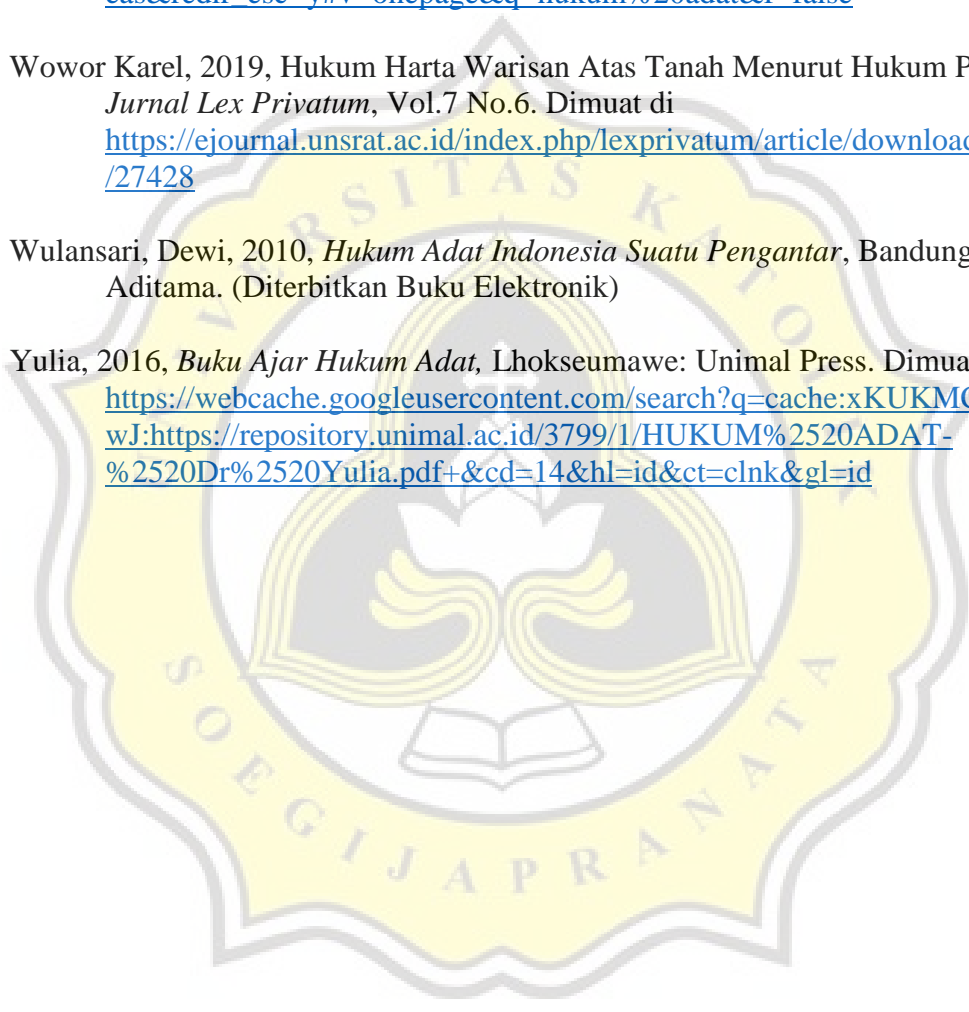 Wowor Karel, 2019, Hukum Harta Warisan Atas Tanah Menurut Hukum
Jurnal Lex Privatum, Vol.7 No.6. Dimuat di
https://ejournal.unsrat.ac.id/index.php/lexprivatum/article/download
/27428
Wulansari, Dewi, 2010, Hukum Adat Indonesia Suatu Pengantar, Bandung
Aditama. (Diterbitkan Buku Elektronik)
Yulia, 2016, Buku Ajar Hukum Adat, Lhokseumawe: Unimal Press. Dimua
https://webcache.googleusercontent.com/search?q=cache:xKUKM
wJ:https://repository.unimal.ac.id/3799/1/HUKUM%2520ADAT-
%2520Dr%2520Yulia.pdf+&cd=14&hl=id&ct=clnk&gl=id
SOEGIJAPRANATA